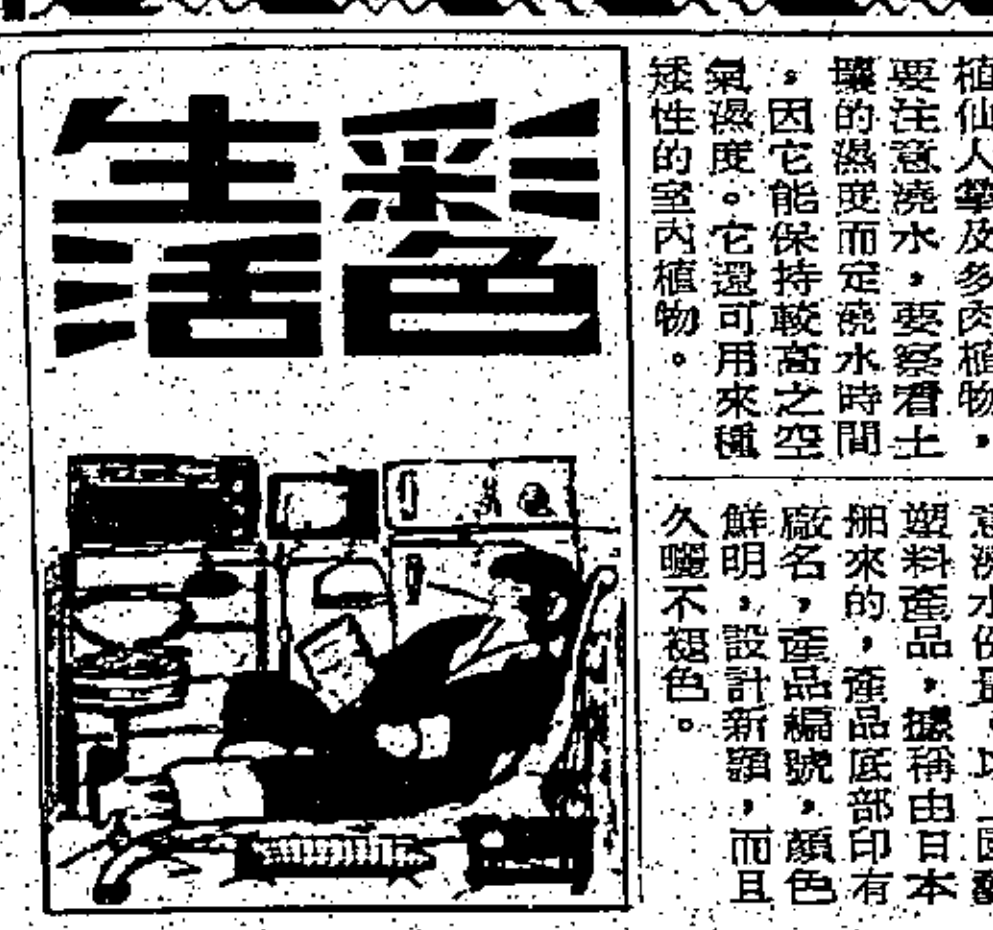 彩色
生活
植仙人掌及多肉植物，
要注意澆水，要察看土
壤的濕度而定澆水時間
，因它能保持較高之空
氣濕度。它還可用來種
矮性的室內植物。
塑料產品，據稱由日本
舶來的，產品底部印有
廠名，產品編號，顏色
鮮明，設計新穎，而且
久曬不褪色。